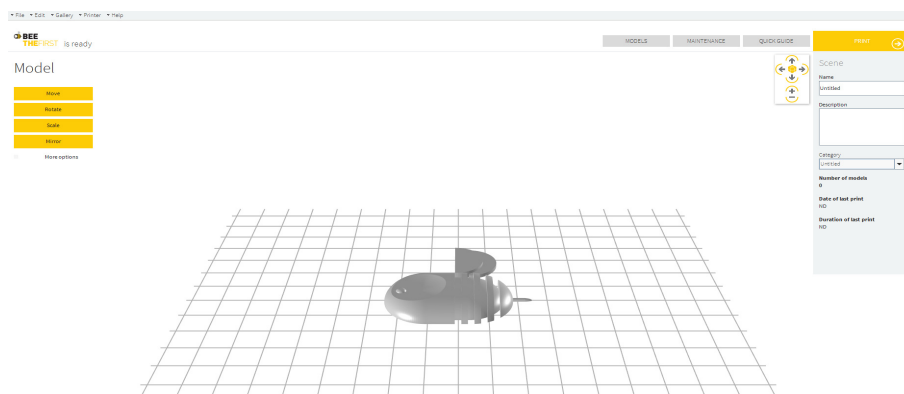 File Edit Gallery Printer Help
BEE
THEFIRST is ready
MODELS MAINTENANCE QUICK GUIDE PRINT
Model
Move
Rotate
Scale
Mirror
More options
Scene
Name
Untitled
Description
Category
Untitled
Number of models
0
Date of last print
ND
Duration of last print
ND